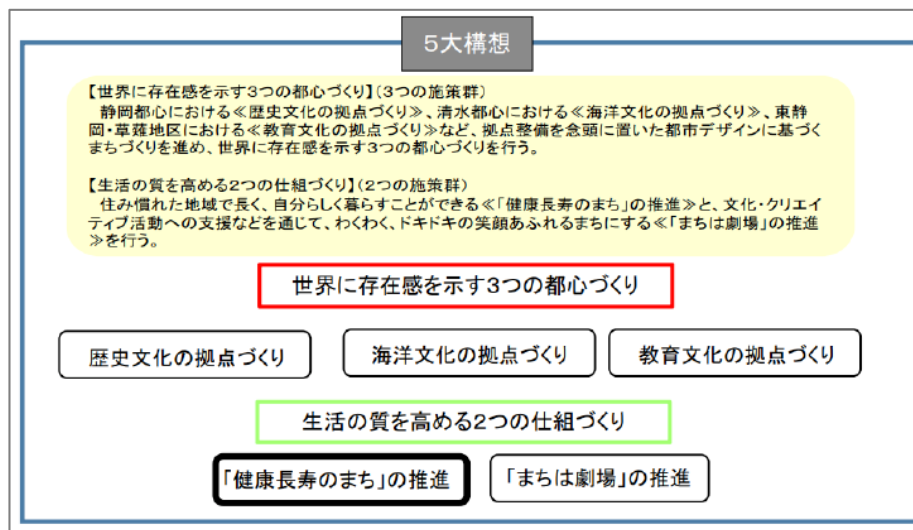 5大構想
【世界に存在感を示す3つの都心づくり】(3つの施策群)
静岡都心における≪歴史文化の拠点づくり≫、清水都心における≪海洋文化の拠点づくり≫、東静
岡・草薙地区における≪教育文化の拠点づくり≫など、拠点整備を念頭に置いた都市デザインに基づく
まちづくりを進め、世界に存在感を示す3つの都心づくりを行う。
【生活の質を高める2つの仕組づくり】(2つの施策群)
住み慣れた地域で長く、自分らしく暮らすことができる≪「健康長寿のまち」の推進≫と、文化・クリエイ
ティブ活動への支援などを通じて、わくわく、ドキドキの笑顔あふれるまちにする≪「まちは劇場」の推進
≫を行う。
世界に存在感を示す3つの都心づくり
歴史文化の拠点づくり
海洋文化の拠点づくり
教育文化の拠点づくり
生活の質を高める2つの仕組づくり
「健康長寿のまち」の推進
「まちは劇場」の推進